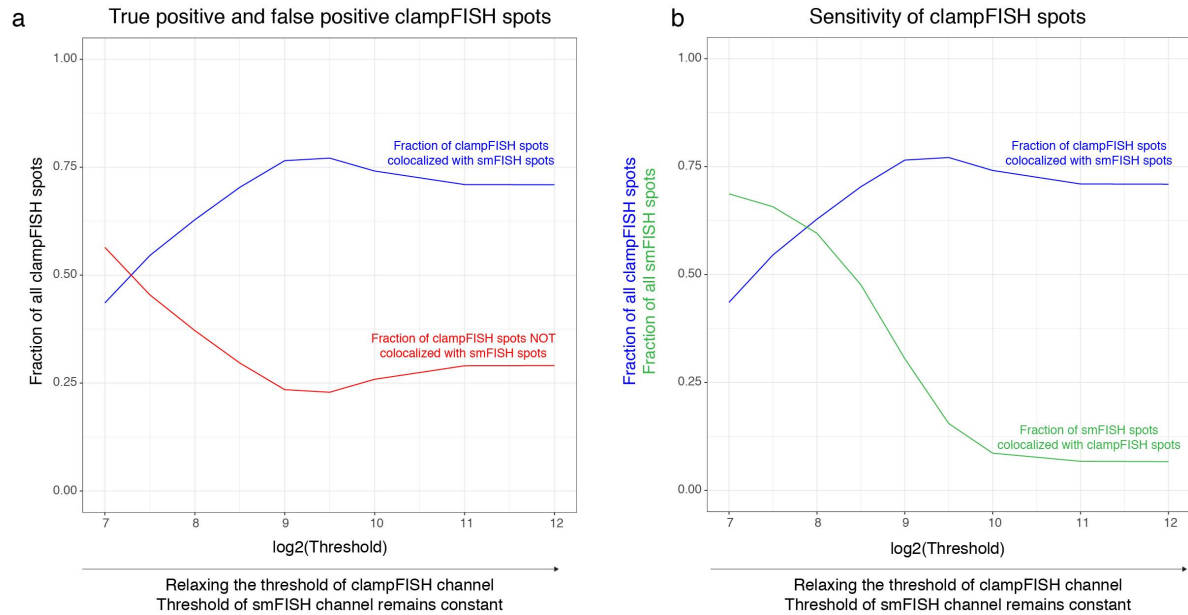 a
True positive and false positive clampFISH spots
Fraction of all clampFISH spots
1.00
0.75
0.50
0.25
0.00
Fraction of clampFISH spots
colocalized with smFISH spots
Fraction of clampFISH spots NOT
colocalized with smFISH spots
7
8
9
10
11
12
log2(Threshold)
Relaxing the threshold of clampFISH channel
Threshold of smFISH channel remains constant
b
Sensitivity of clampFISH spots
Fraction of all clampFISH spots
Fraction of all smFISH spots
1.00
0.75
0.50
0.25
0.00
Fraction of clampFISH spots
colocalized with smFISH spots
Fraction of smFISH spots
colocalized with clampFISH spots
7
8
9
10
11
12
log2(Threshold)
Relaxing the threshold of clampFISH channel
Threshold of smFISH channel remains constant